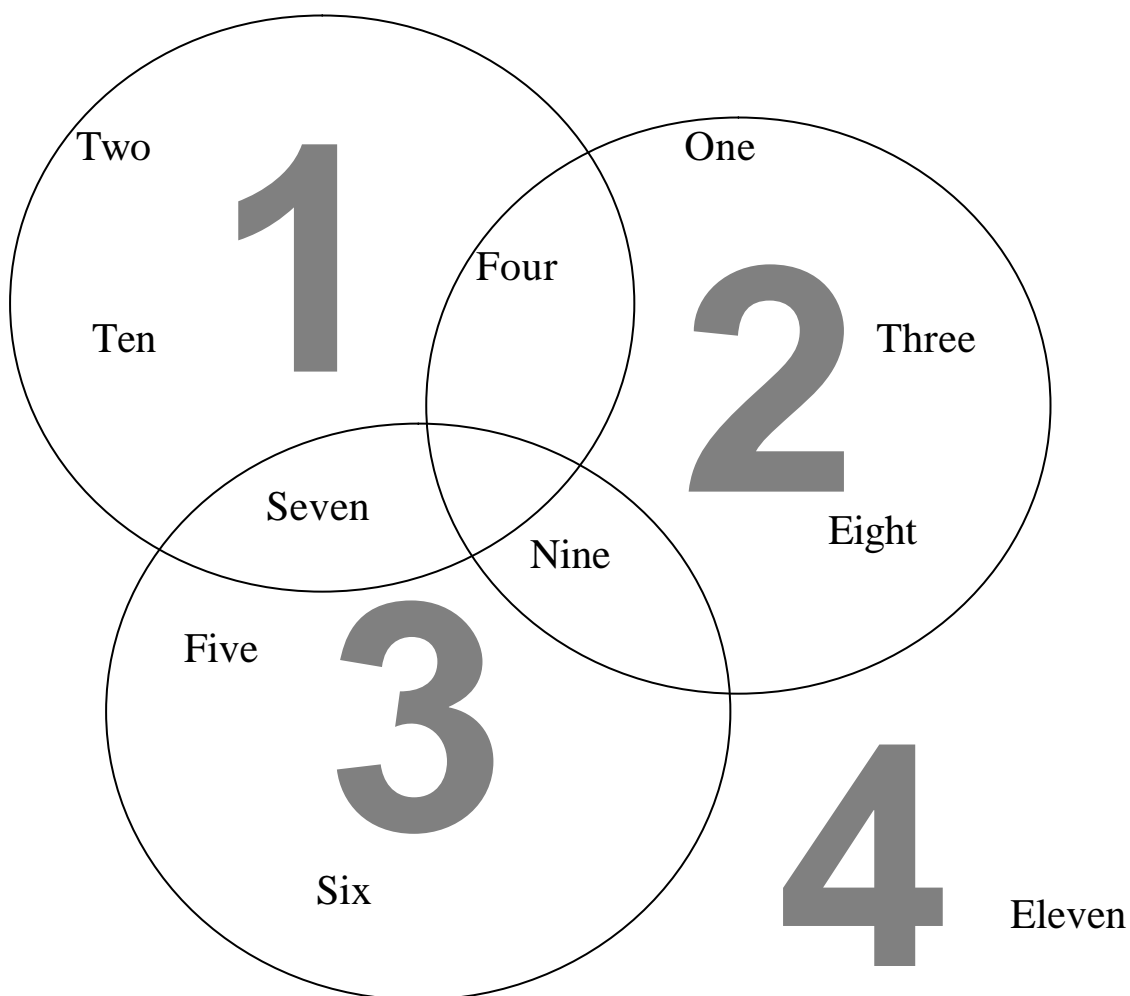 Two
1
One
Four
2
Ten
Three
Seven
Eight
Nine
3
Five
Six
4
Eleven